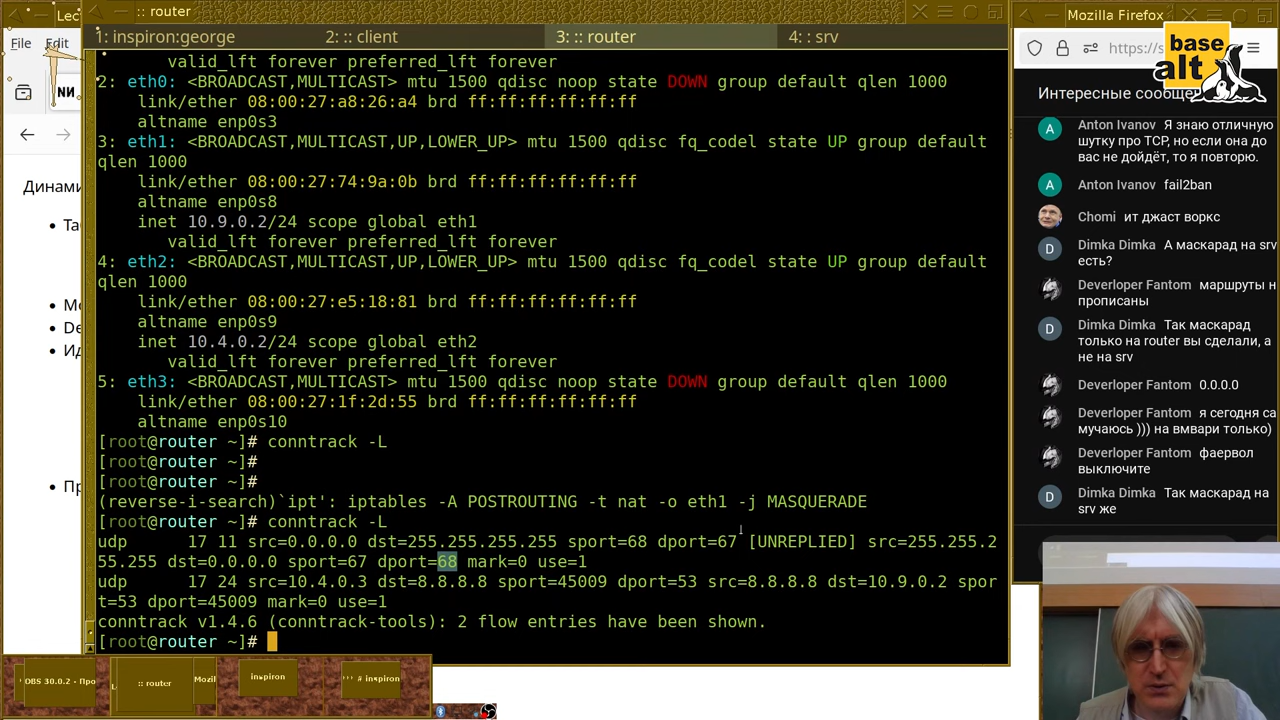 Lect
:: router
Mozilla Firefox
File Edit
1: inspiron:george
2: :: client
3: :: router
4: : srv
https://s
base
alt
Интересные сообще
Динами
Та
Мо
De
Ид
Пр
valid_lft forever preferred_lft forever
2: eth0: <BROADCAST,MULTICAST> mtu 1500 qdisc noop state DOWN group default qlen 1000
link/ether 08:00:27:a8:26:a4 brd ff:ff:ff:ff:ff:ff
altname enp0s3
3: eth1: <BROADCAST,MULTICAST,UP,LOWER_UP> mtu 1500 qdisc fq_codel state UP group default
qlen 1000
link/ether 08:00:27:74:9a:0b brd ff:ff:ff:ff:ff:ff
altname enp0s8
inet 10.9.0.2/24 scope global eth1
valid_lft forever preferred_lft forever
4: eth2: <BROADCAST,MULTICAST,UP,LOWER_UP> mtu 1500 qdisc fq_codel state UP group default
qlen 1000
link/ether 08:00:27:e5:18:81 brd ff:ff:ff:ff:ff:ff
altname enp0s9
inet 10.4.0.2/24 scope global eth2
valid_lft forever preferred_lft forever
5: eth3: <BROADCAST,MULTICAST> mtu 1500 qdisc noop state DOWN group default qlen 1000
link/ether 08:00:27:1f:2d:55 brd ff:ff:ff:ff:ff:ff
altname enp0s10
[root@router ~]# conntrack -L
[root@router ~]#
[root@router ~]#
(reverse-i-search)`ipt': iptables -A POSTROUTING -t nat -o eth1 -j MASQUERADE
[root@router ~]# conntrack -L
udp 17 11 src=0.0.0.0 dst=255.255.255.255 sport=68 dport=67 [UNREPLIED] src=255.255.2
55.255 dst=0.0.0.0 sport=67 dport=68 mark=0 use=1
udp 17 24 src=10.4.0.3 dst=8.8.8.8 sport=45009 dport=53 src=8.8.8.8 dst=10.9.0.2 spor
t=53 dport=45009 mark=0 use=1
conntrack v1.4.6 (conntrack-tools): 2 flow entries have been shown.
[root@router ~]#
A Anton Ivanov Я знаю отличную
шутку про TCP, но если она до
вас не дойдёт, то я повторю.
A Anton Ivanov fail2ban
Chomi ит джаст воркс
D Dimka Dimka А маскарад на srv
есть?
Deverloper Fantom маршруты н
прописаны
D Dimka Dimka Так маскарад
только на router вы сделали, а
не на srv
Deverloper Fantom 0.0.0.0
Deverloper Fantom я сегодня са
мучаюсь ))) на вмвари только)
Deverloper Fantom фаервол
выключите
D Dimka Dimka Так маскарад на
srv же
OBS 30.0.2 - Про
:: router
Mozil
inspiron
# inspiron